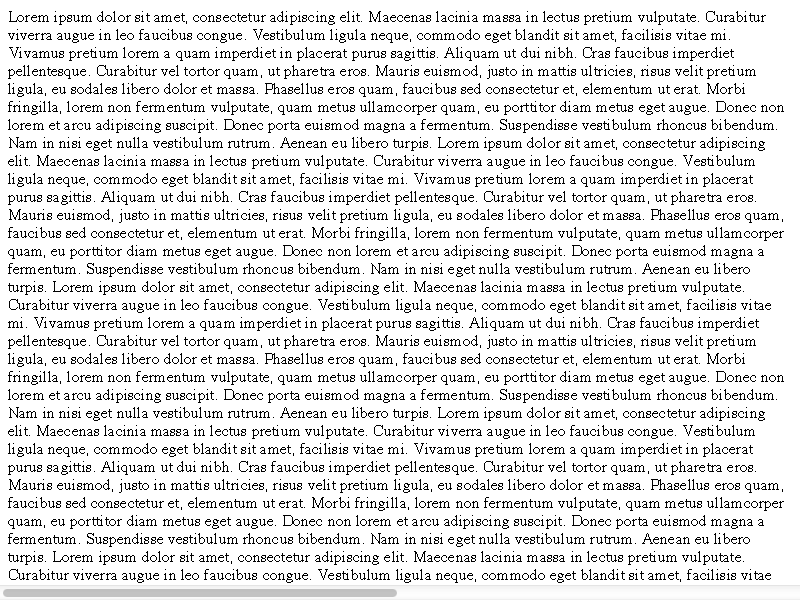 Lorem ipsum dolor sit amet, consectetur adipiscing elit. Maecenas lacinia massa in lectus pretium vulputate. Curabitur
viverra augue in leo faucibus congue. Vestibulum ligula neque, commodo eget blandit sit amet, facilisis vitae mi.
Vivamus pretium lorem a quam imperdiet in placerat purus sagittis. Aliquam ut dui nibh. Cras faucibus imperdiet
pellentesque. Curabitur vel tortor quam, ut pharetra eros. Mauris euismod, justo in mattis ultricies, risus velit pretium
ligula, eu sodales libero dolor et massa. Phasellus eros quam, faucibus sed consectetur et, elementum ut erat. Morbi
fringilla, lorem non fermentum vulputate, quam metus ullamcorper quam, eu porttitor diam metus eget augue. Donec non
lorem et arcu adipiscing suscipit. Donec porta euismod magna a fermentum. Suspendisse vestibulum rhoncus bibendum.
Nam in nisi eget nulla vestibulum rutrum. Aenean eu libero turpis. Lorem ipsum dolor sit amet, consectetur adipiscing
elit. Maecenas lacinia massa in lectus pretium vulputate. Curabitur viverra augue in leo faucibus congue. Vestibulum
ligula neque, commodo eget blandit sit amet, facilisis vitae mi. Vivamus pretium lorem a quam imperdiet in placerat
purus sagittis. Aliquam ut dui nibh. Cras faucibus imperdiet pellentesque. Curabitur vel tortor quam, ut pharetra eros.
Mauris euismod, justo in mattis ultricies, risus velit pretium ligula, eu sodales libero dolor et massa. Phasellus eros quam,
faucibus sed consectetur et, elementum ut erat. Morbi fringilla, lorem non fermentum vulputate, quam metus ullamcorper
quam, eu porttitor diam metus eget augue. Donec non lorem et arcu adipiscing suscipit. Donec porta euismod magna a
fermentum. Suspendisse vestibulum rhoncus bibendum. Nam in nisi eget nulla vestibulum rutrum. Aenean eu libero
turpis. Lorem ipsum dolor sit amet, consectetur adipiscing elit. Maecenas lacinia massa in lectus pretium vulputate.
Curabitur viverra augue in leo faucibus congue. Vestibulum ligula neque, commodo eget blandit sit amet, facilisis vitae
mi. Vivamus pretium lorem a quam imperdiet in placerat purus sagittis. Aliquam ut dui nibh. Cras faucibus imperdiet
pellentesque. Curabitur vel tortor quam, ut pharetra eros. Mauris euismod, justo in mattis ultricies, risus velit pretium
ligula, eu sodales libero dolor et massa. Phasellus eros quam, faucibus sed consectetur et, elementum ut erat. Morbi
fringilla, lorem non fermentum vulputate, quam metus ullamcorper quam, eu porttitor diam metus eget augue. Donec non
lorem et arcu adipiscing suscipit. Donec porta euismod magna a fermentum. Suspendisse vestibulum rhoncus bibendum.
Nam in nisi eget nulla vestibulum rutrum. Aenean eu libero turpis. Lorem ipsum dolor sit amet, consectetur adipiscing
elit. Maecenas lacinia massa in lectus pretium vulputate. Curabitur viverra augue in leo faucibus congue. Vestibulum
ligula neque, commodo eget blandit sit amet, facilisis vitae mi. Vivamus pretium lorem a quam imperdiet in placerat
purus sagittis. Aliquam ut dui nibh. Cras faucibus imperdiet pellentesque. Curabitur vel tortor quam, ut pharetra eros.
Mauris euismod, justo in mattis ultricies, risus velit pretium ligula, eu sodales libero dolor et massa. Phasellus eros quam,
faucibus sed consectetur et, elementum ut erat. Morbi fringilla, lorem non fermentum vulputate, quam metus ullamcorper
quam, eu porttitor diam metus eget augue. Donec non lorem et arcu adipiscing suscipit. Donec porta euismod magna a
fermentum. Suspendisse vestibulum rhoncus bibendum. Nam in nisi eget nulla vestibulum rutrum. Aenean eu libero
turpis. Lorem ipsum dolor sit amet, consectetur adipiscing elit. Maecenas lacinia massa in lectus pretium vulputate.
Curabitur viverra augue in leo faucibus congue. Vestibulum ligula neque, commodo eget blandit sit amet, facilisis vitae